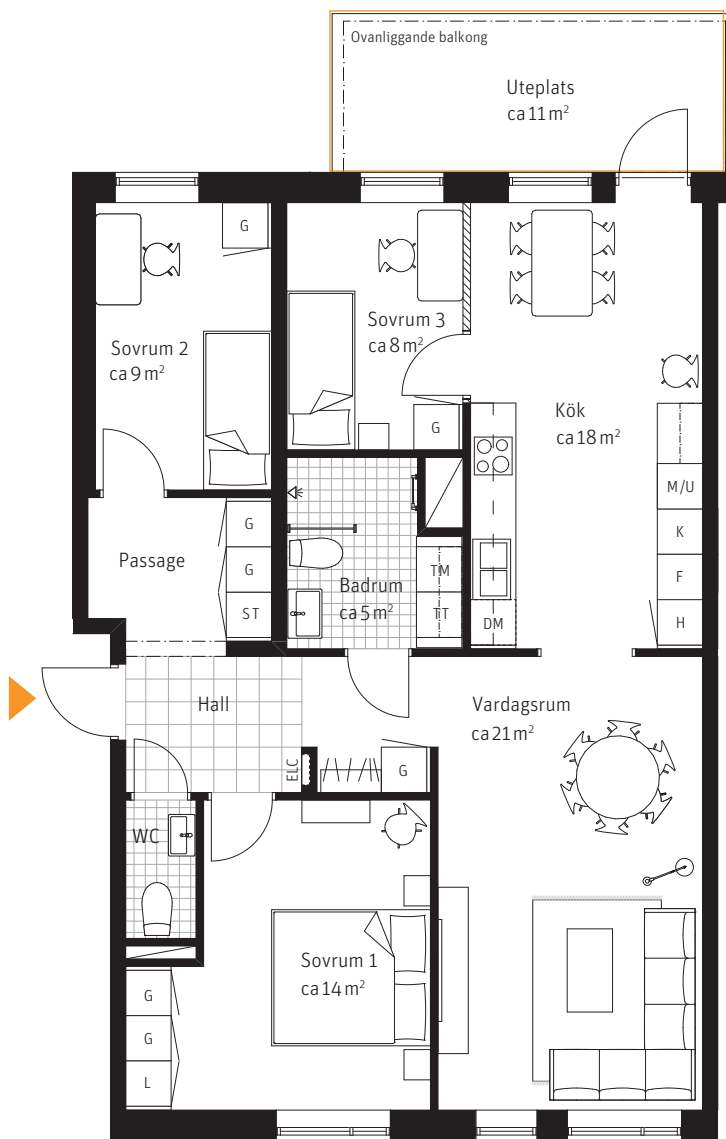 Ovanliggande balkong
Uteplats
ca 11 m²
G
Sovrum 2
ca 9 m²
Sovrum 3
ca 8 m²
G
Kök
ca 18 m²
M/U
K
F
H
G
G
ST
Passage
Badrum
ca 5 m²
TM
TT
DM
Hall
Vardagsrum
ca 21 m²
ELC
G
WC
Sovrum 1
ca 14 m²
G
G
L